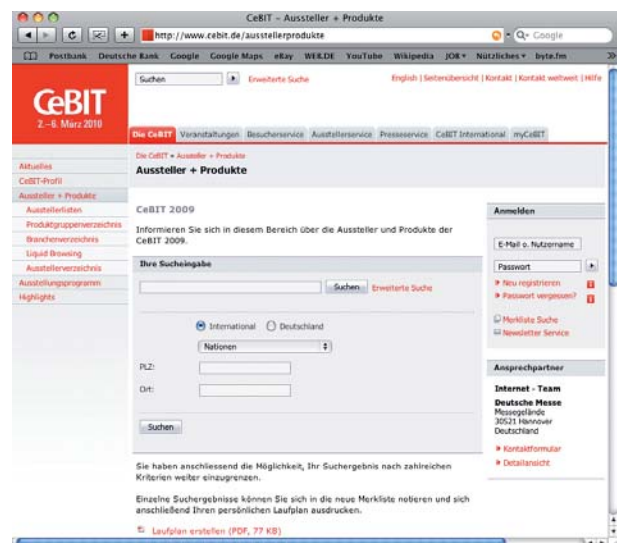 CeBIT – Aussteller + Produkte
http://www.cebit.de/ausstellerprodukte
Google
Postbank Deutsche Bank Google Google Maps eBay WEB.DE YouTube Wikipedia JOB Nützliches byte.fm
Suchen
Erweiterte Suche
English | Seitenübersicht | Kontakt | Kontakt weltweit | Hilfe
CeBIT
2.–6. März 2010
Die CeBIT Veranstaltungen Besucherservice Ausstellerservice Presseservice CeBIT International myCeBIT
Aktuelles
CeBIT-Profil
Aussteller + Produkte
Ausstellerlisten
Produktgruppenverzeichnis
Branchenverzeichnis
Liquid Browsing
Ausstellerverzeichnis
Ausstellungsprogramm
Highlights
Die CeBIT • Aussteller + Produkte
Aussteller + Produkte
CeBIT 2009
Informieren Sie sich in diesem Bereich über die Aussteller und Produkte der
CeBIT 2009.
Ihre Sucheingabe
Suchen Erweiterte Suche
International Deutschland
Nationen
PLZ:
Ort:
Suchen
Sie haben anschliessend die Möglichkeit, Ihr Suchergebnis nach zahlreichen
Kriterien weiter einzugrenzen.
Einzelne Suchergebnisse können Sie sich in die neue Merkliste notieren und sich
anschließend Ihren persönlichen Laufplan ausdrucken.
Laufplan erstellen (PDF, 77 KB)
Anmelden
E-Mail o. Nutzername
Passwort
Neu registrieren
Passwort vergessen?
Merkliste Suche
Newsletter Service
Ansprechpartner
Internet - Team
Deutsche Messe
Messegelände
30521 Hannover
Deutschland
Kontaktformular
Detailansicht